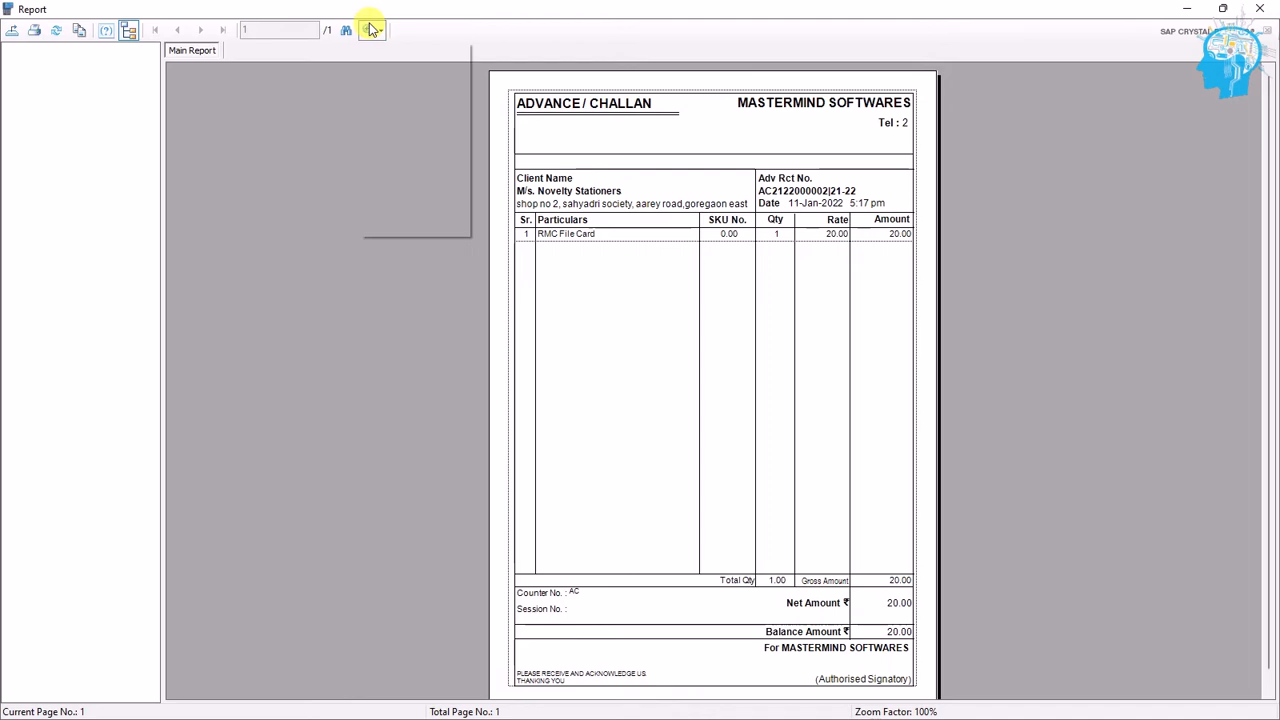 Report
1 /1
SAP CRYSTAL
Main Report
ADVANCE / CHALLAN MASTERMIND SOFTWARES
Tel : 2
Client Name Adv Rct No.
M/s. Novelty Stationers AC2122000002|21-22
shop no 2, sahyadri society, aarey road,goregaon east Date 11-Jan-2022 5:17 pm
Sr. Particulars SKU No. Qty Rate Amount
1 RMC File Card 0.00 1 20.00 20.00
Total Qty 1.00 Gross Amount 20.00
Counter No. : AC
Net Amount ₹ 20.00
Session No. :
Balance Amount ₹ 20.00
For MASTERMIND SOFTWARES
PLEASE RECEIVE AND ACKNOWLEDGE US.
THANKING YOU
(Authorised Signatory)
Current Page No.: 1 Total Page No.: 1 Zoom Factor: 100%